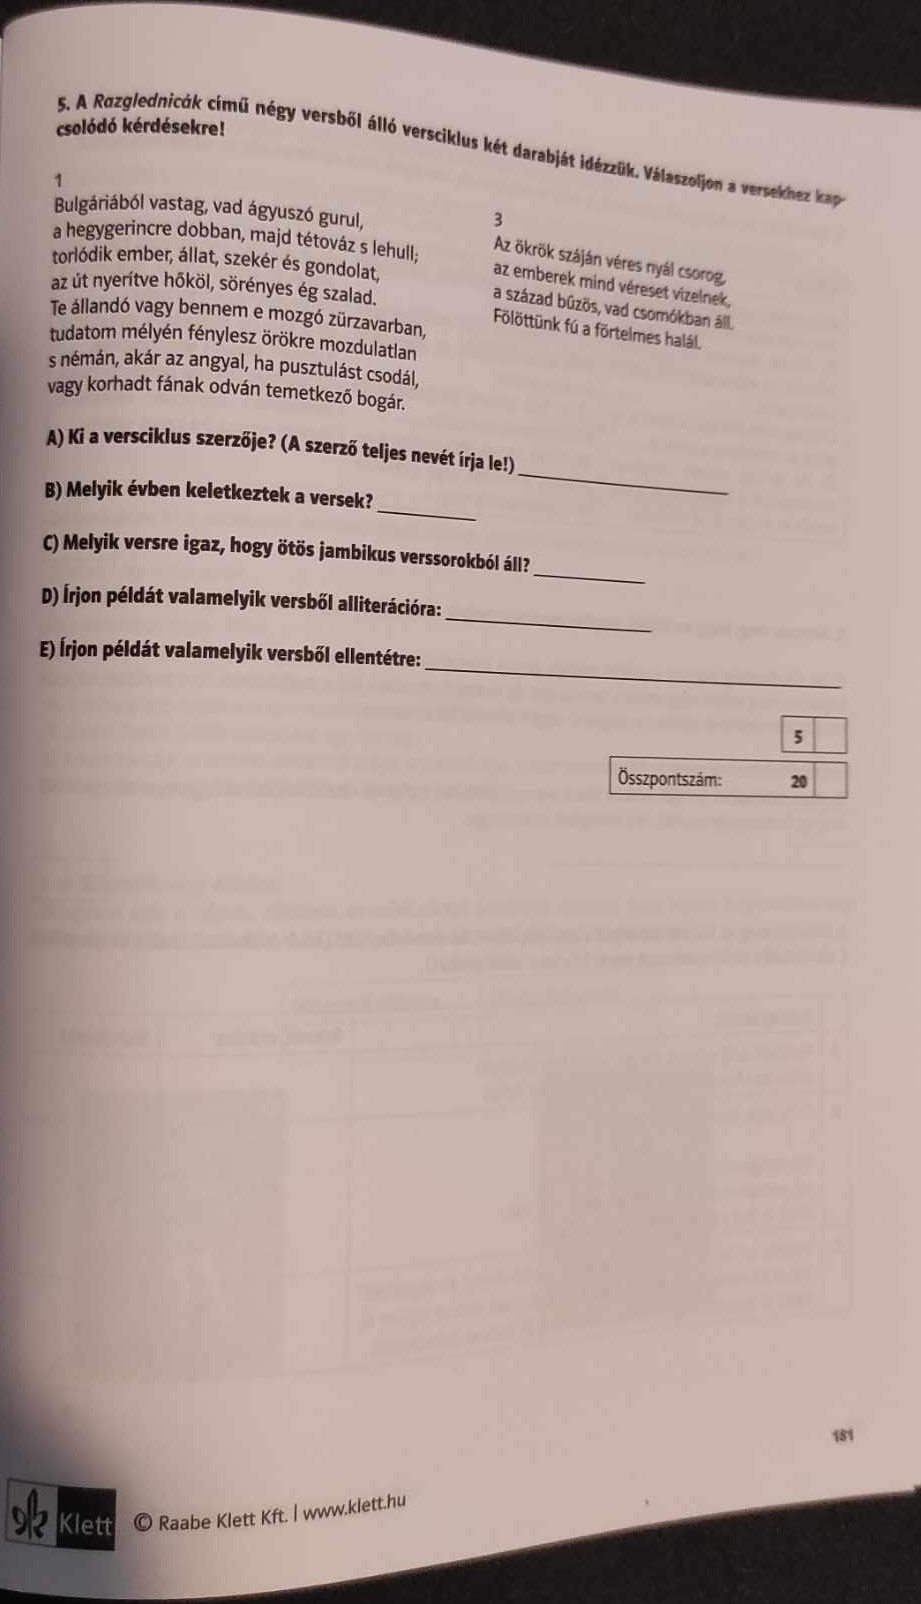 5. A Razglednicák című négy versből álló versciklus két darabját idézzük. Válaszoljon a versekhez kap-
csolódó kérdésekre!
1
Bulgáriából vastag, vad ágyuszó gurul,
a hegygerincre dobban, majd tétováz s lehull;
torlódik ember, állat, szekér és gondolat,
az út nyerítve hőköl, sörényes ég szalad.
Te állandó vagy bennem e mozgó zürzavarban,
tudatom mélyén fénylesz örökre mozdulatlan
s némán, akár az angyal, ha pusztulást csodál,
vagy korhadt fának odván temetkező bogár.
3
Az ökrök száján véres nyál csorog,
az emberek mind véreset vizelnek,
a század bűzös, vad csomókban áll.
Fölöttünk fú a förtelmes halál.
A) Ki a versciklus szerzője? (A szerző teljes nevét írja le!)
B) Melyik évben keletkeztek a versek?
C) Melyik versre igaz, hogy ötös jambikus verssorokból áll?
D) Írjon példát valamelyik versből alliterációra:
E) Írjon példát valamelyik versből ellentétre:
5
Összpontszám: 20
181
Klett © Raabe Klett Kft. | www.klett.hu